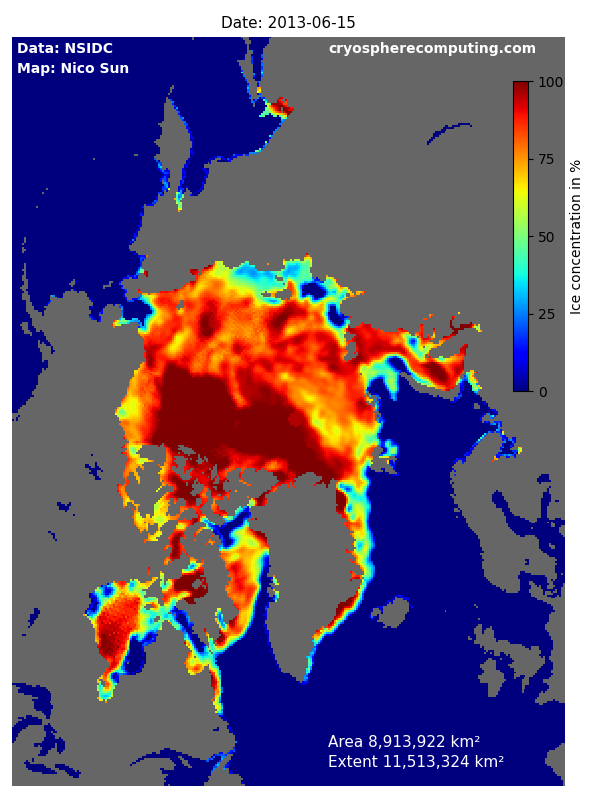 Date: 2013-06-15
Data: NSIDC
Map: Nico Sun
cryospherecomputing.com
100
75
50
25
0
Ice concentration in %
Area 8,913,922 km²
Extent 11,513,324 km²